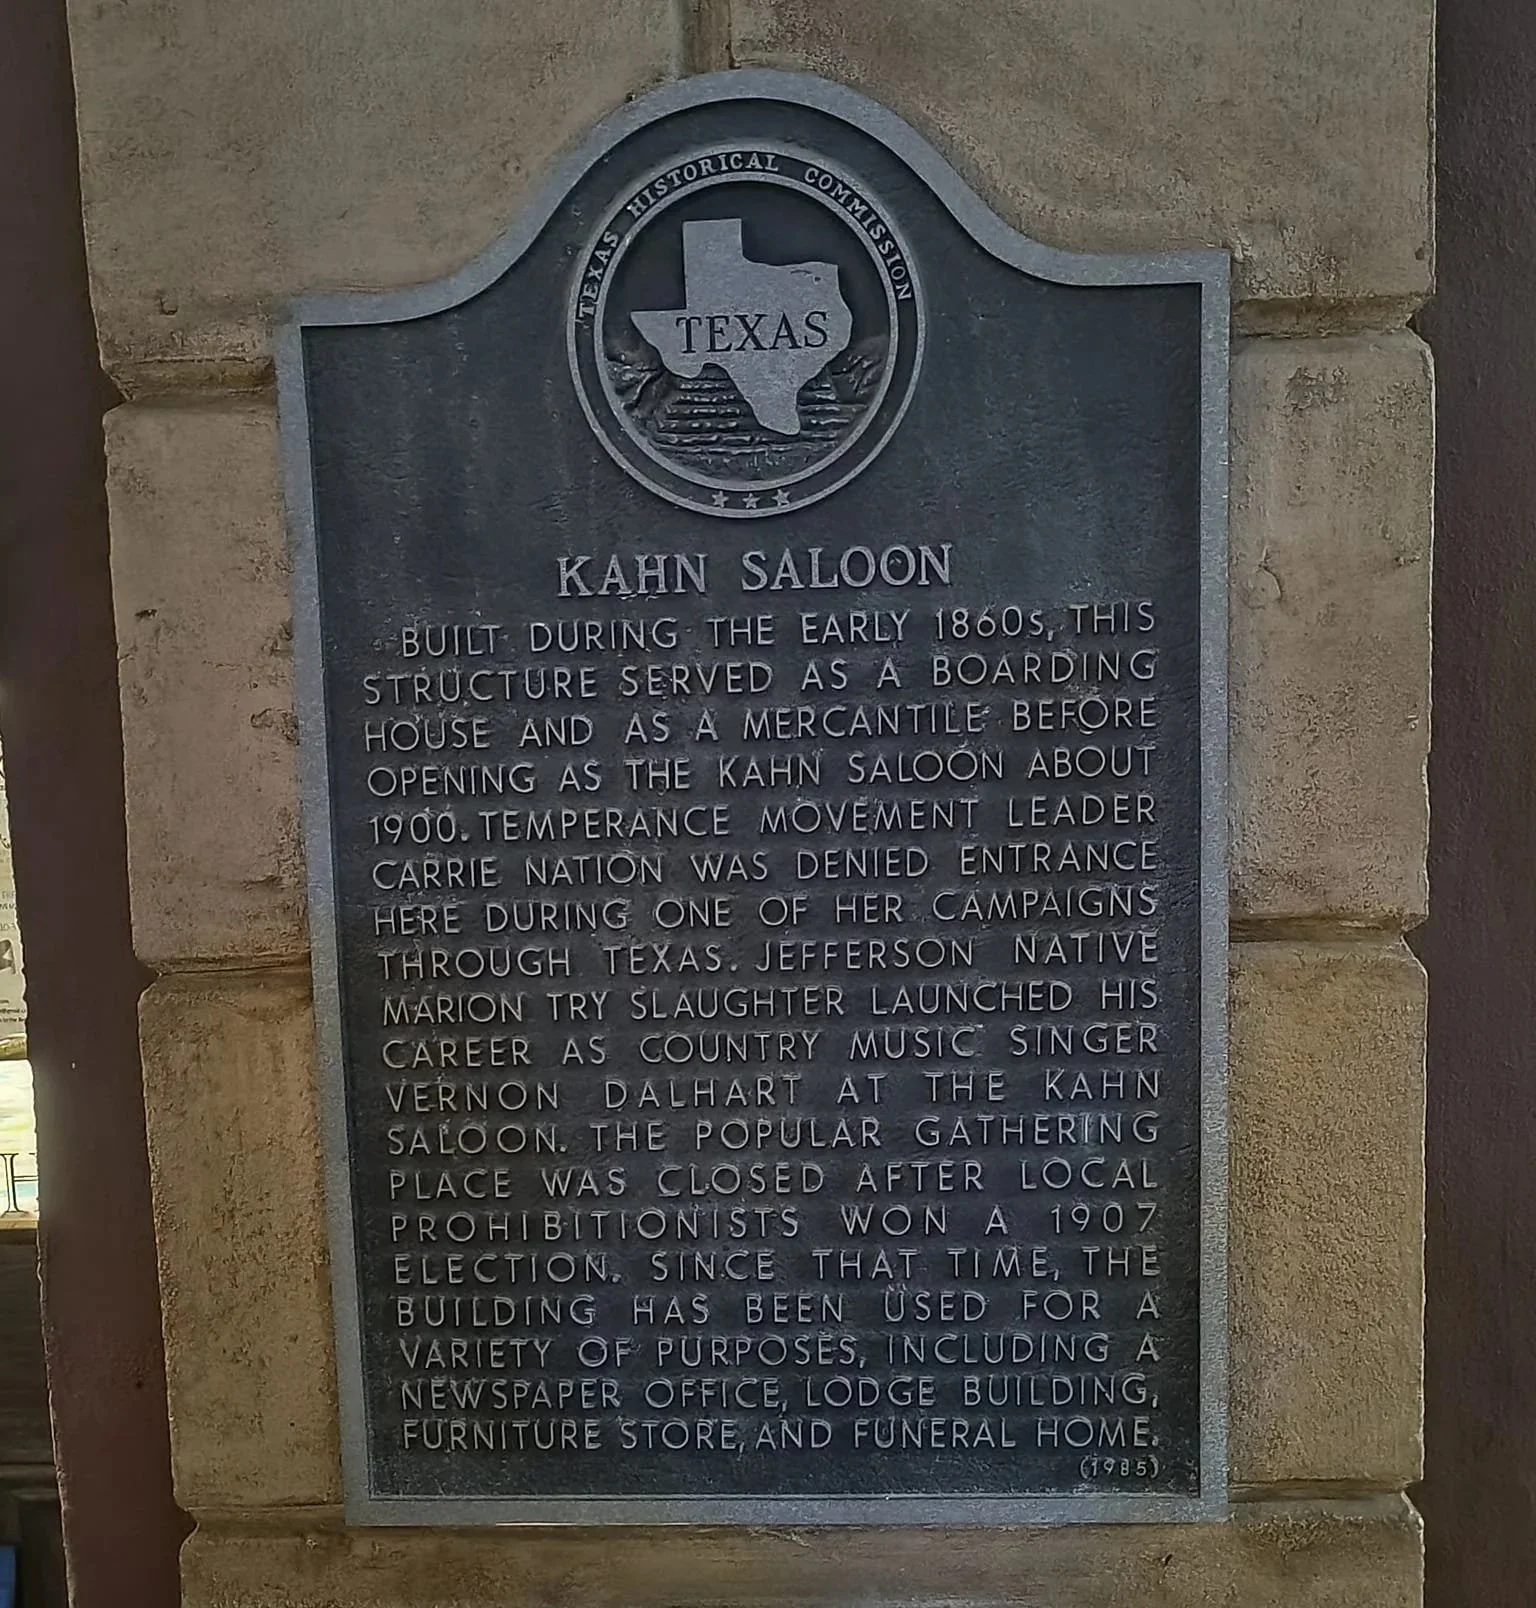 TEXAS HISTORICAL COMMISSION
TEXAS
KAHN SALOON
BUILT DURING THE EARLY 1860s, THIS
STRUCTURE SERVED AS A BOARDING
HOUSE AND AS A MERCANTILE BEFORE
OPENING AS THE KAHN SALOON ABOUT
1900. TEMPERANCE MOVEMENT LEADER
CARRIE NATION WAS DENIED ENTRANCE
HERE DURING ONE OF HER CAMPAIGNS
THROUGH TEXAS. JEFFERSON NATIVE
MARION TRY SLAUGHTER LAUNCHED HIS
CAREER AS COUNTRY MUSIC SINGER
VERNON DALHART AT THE KAHN
SALOON. THE POPULAR GATHERING
PLACE WAS CLOSED AFTER LOCAL
PROHIBITIONISTS WON A 1907
ELECTION. SINCE THAT TIME, THE
BUILDING HAS BEEN USED FOR A
VARIETY OF PURPOSES, INCLUDING A
NEWSPAPER OFFICE, LODGE BUILDING,
FURNITURE STORE, AND FUNERAL HOME.
(1985)